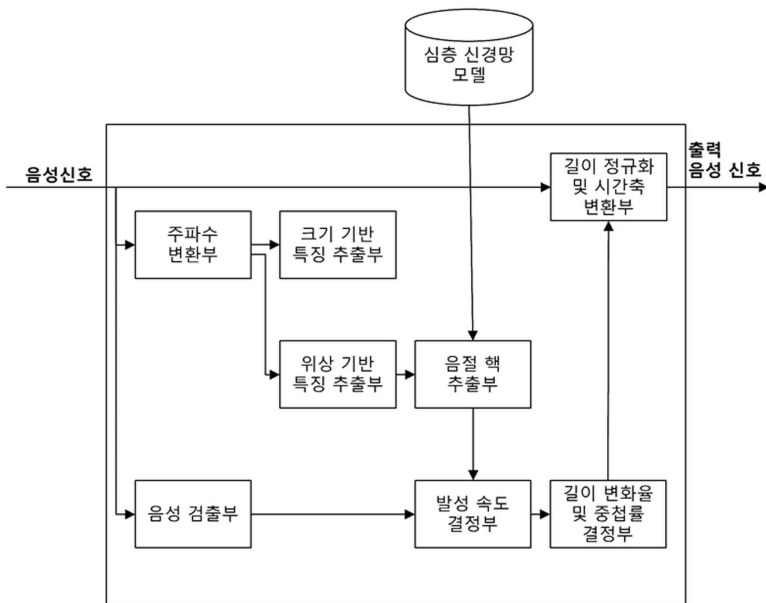 심층 신경망
모델
음성신호
길이 정규화
및 시간축
변환부
출력
음성 신호
주파수
변환부
크기 기반
특징 추출부
위상 기반
특징 추출부
음절 핵
추출부
음성 검출부
발성 속도
결정부
길이 변화율
및 중첩률
결정부